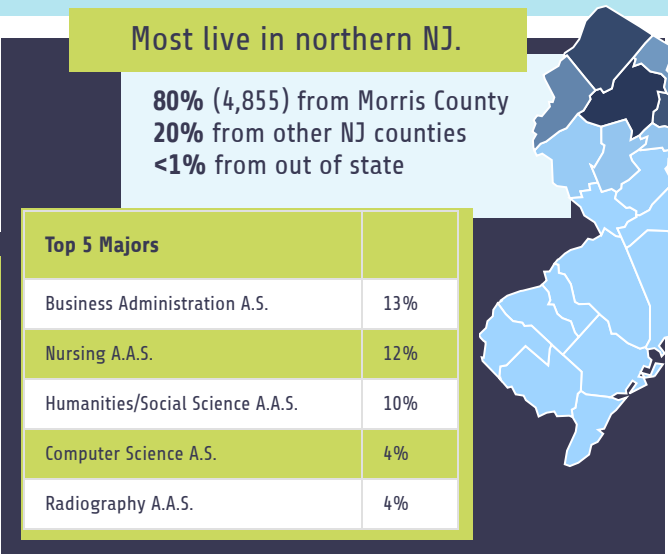 Most live in northern NJ.
80% (4,855) from Morris County
20% from other NJ counties
<1% from out of state
Top 5 Majors
Business Administration A.S. 13%
Nursing A.A.S. 12%
Humanities/Social Science A.A.S. 10%
Computer Science A.S. 4%
Radiography A.A.S. 4%